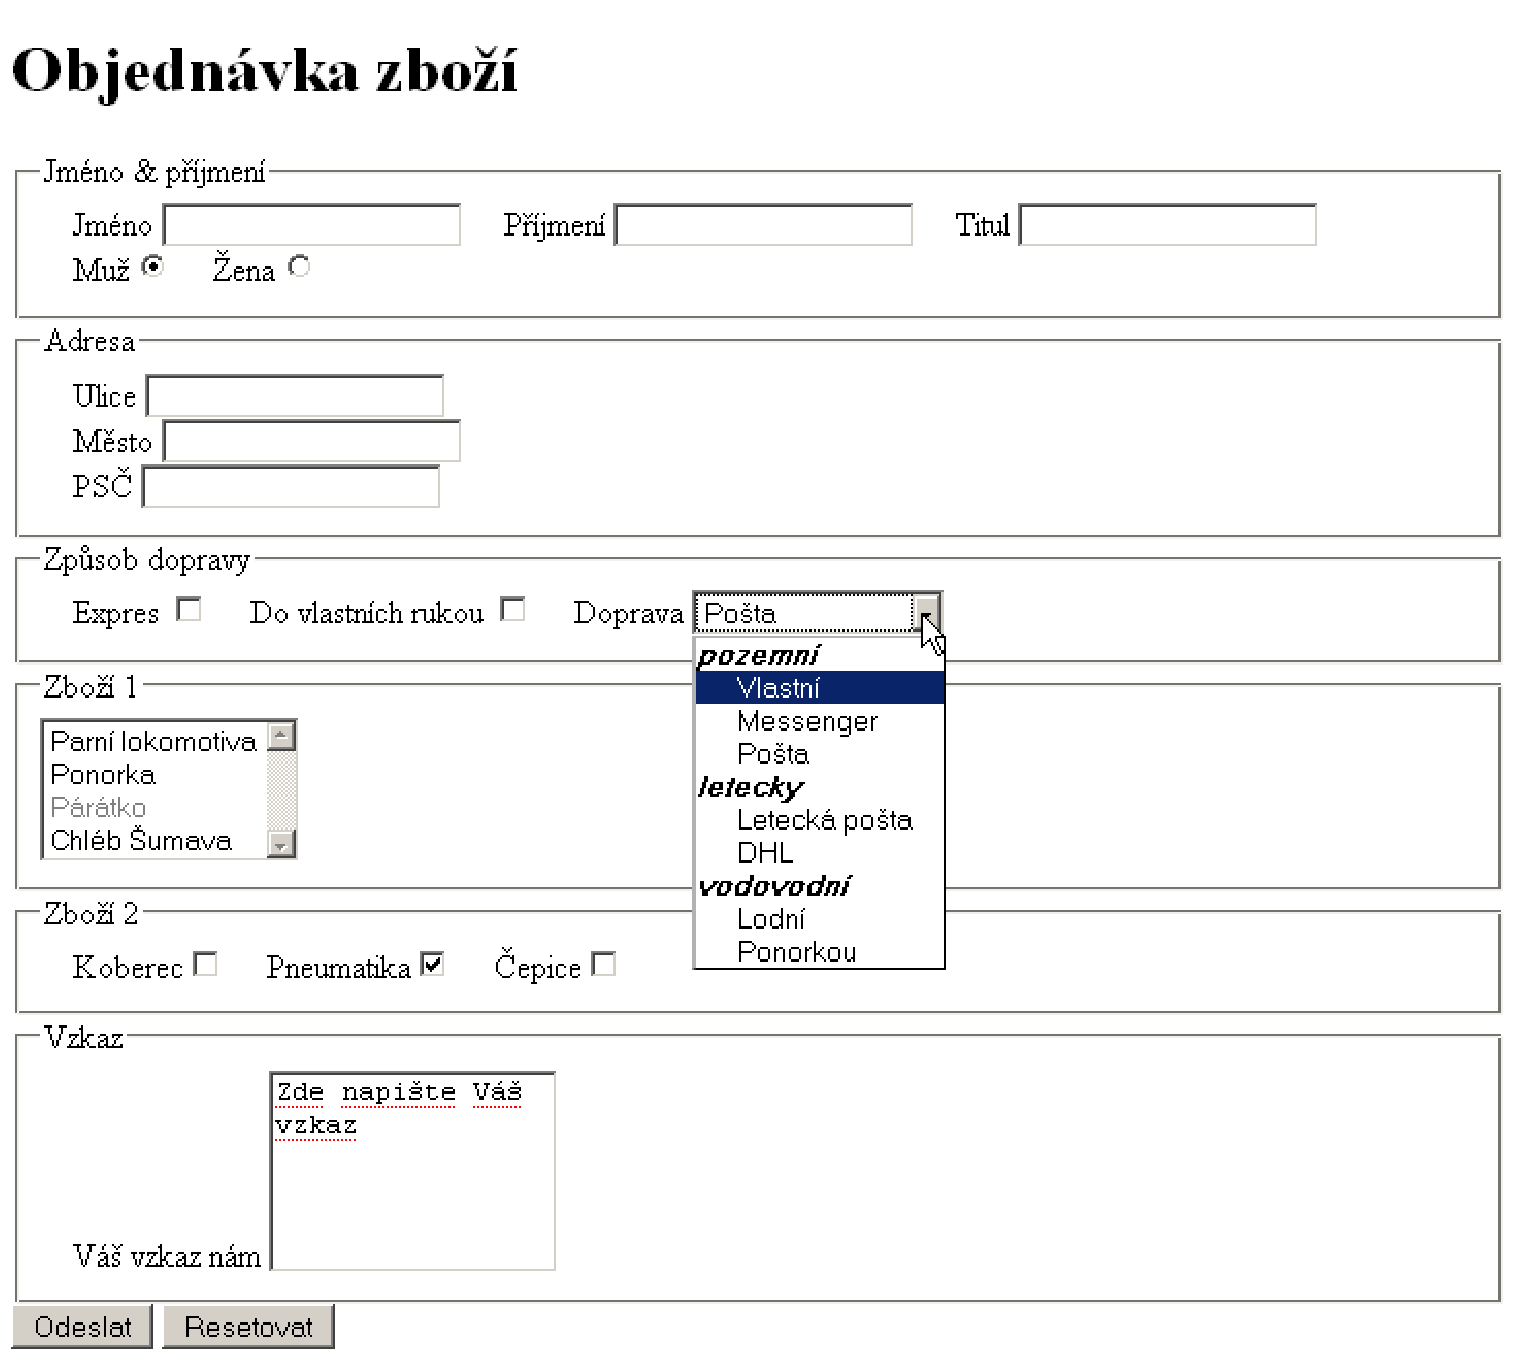 Objednávka zboží
Jméno & příjmení
Jméno Příjmení Titul
Muž Žena
Adresa
Ulice
Město
PSČ
Způsob dopravy
Expres Do vlastních rukou Doprava Pošta
pozemní
Vlastní
Messenger
Pošta
letecky
Letecká pošta
DHL
vodovodní
Lodní
Ponorkou
Zboží 1
Parní lokomotiva
Ponorka
Párátko
Chléb Šumava
Zboží 2
Koberec Pneumatika Čepice
Vzkaz
Zde napište Váš
vzkaz
Váš vzkaz nám
Odeslat Resetovat